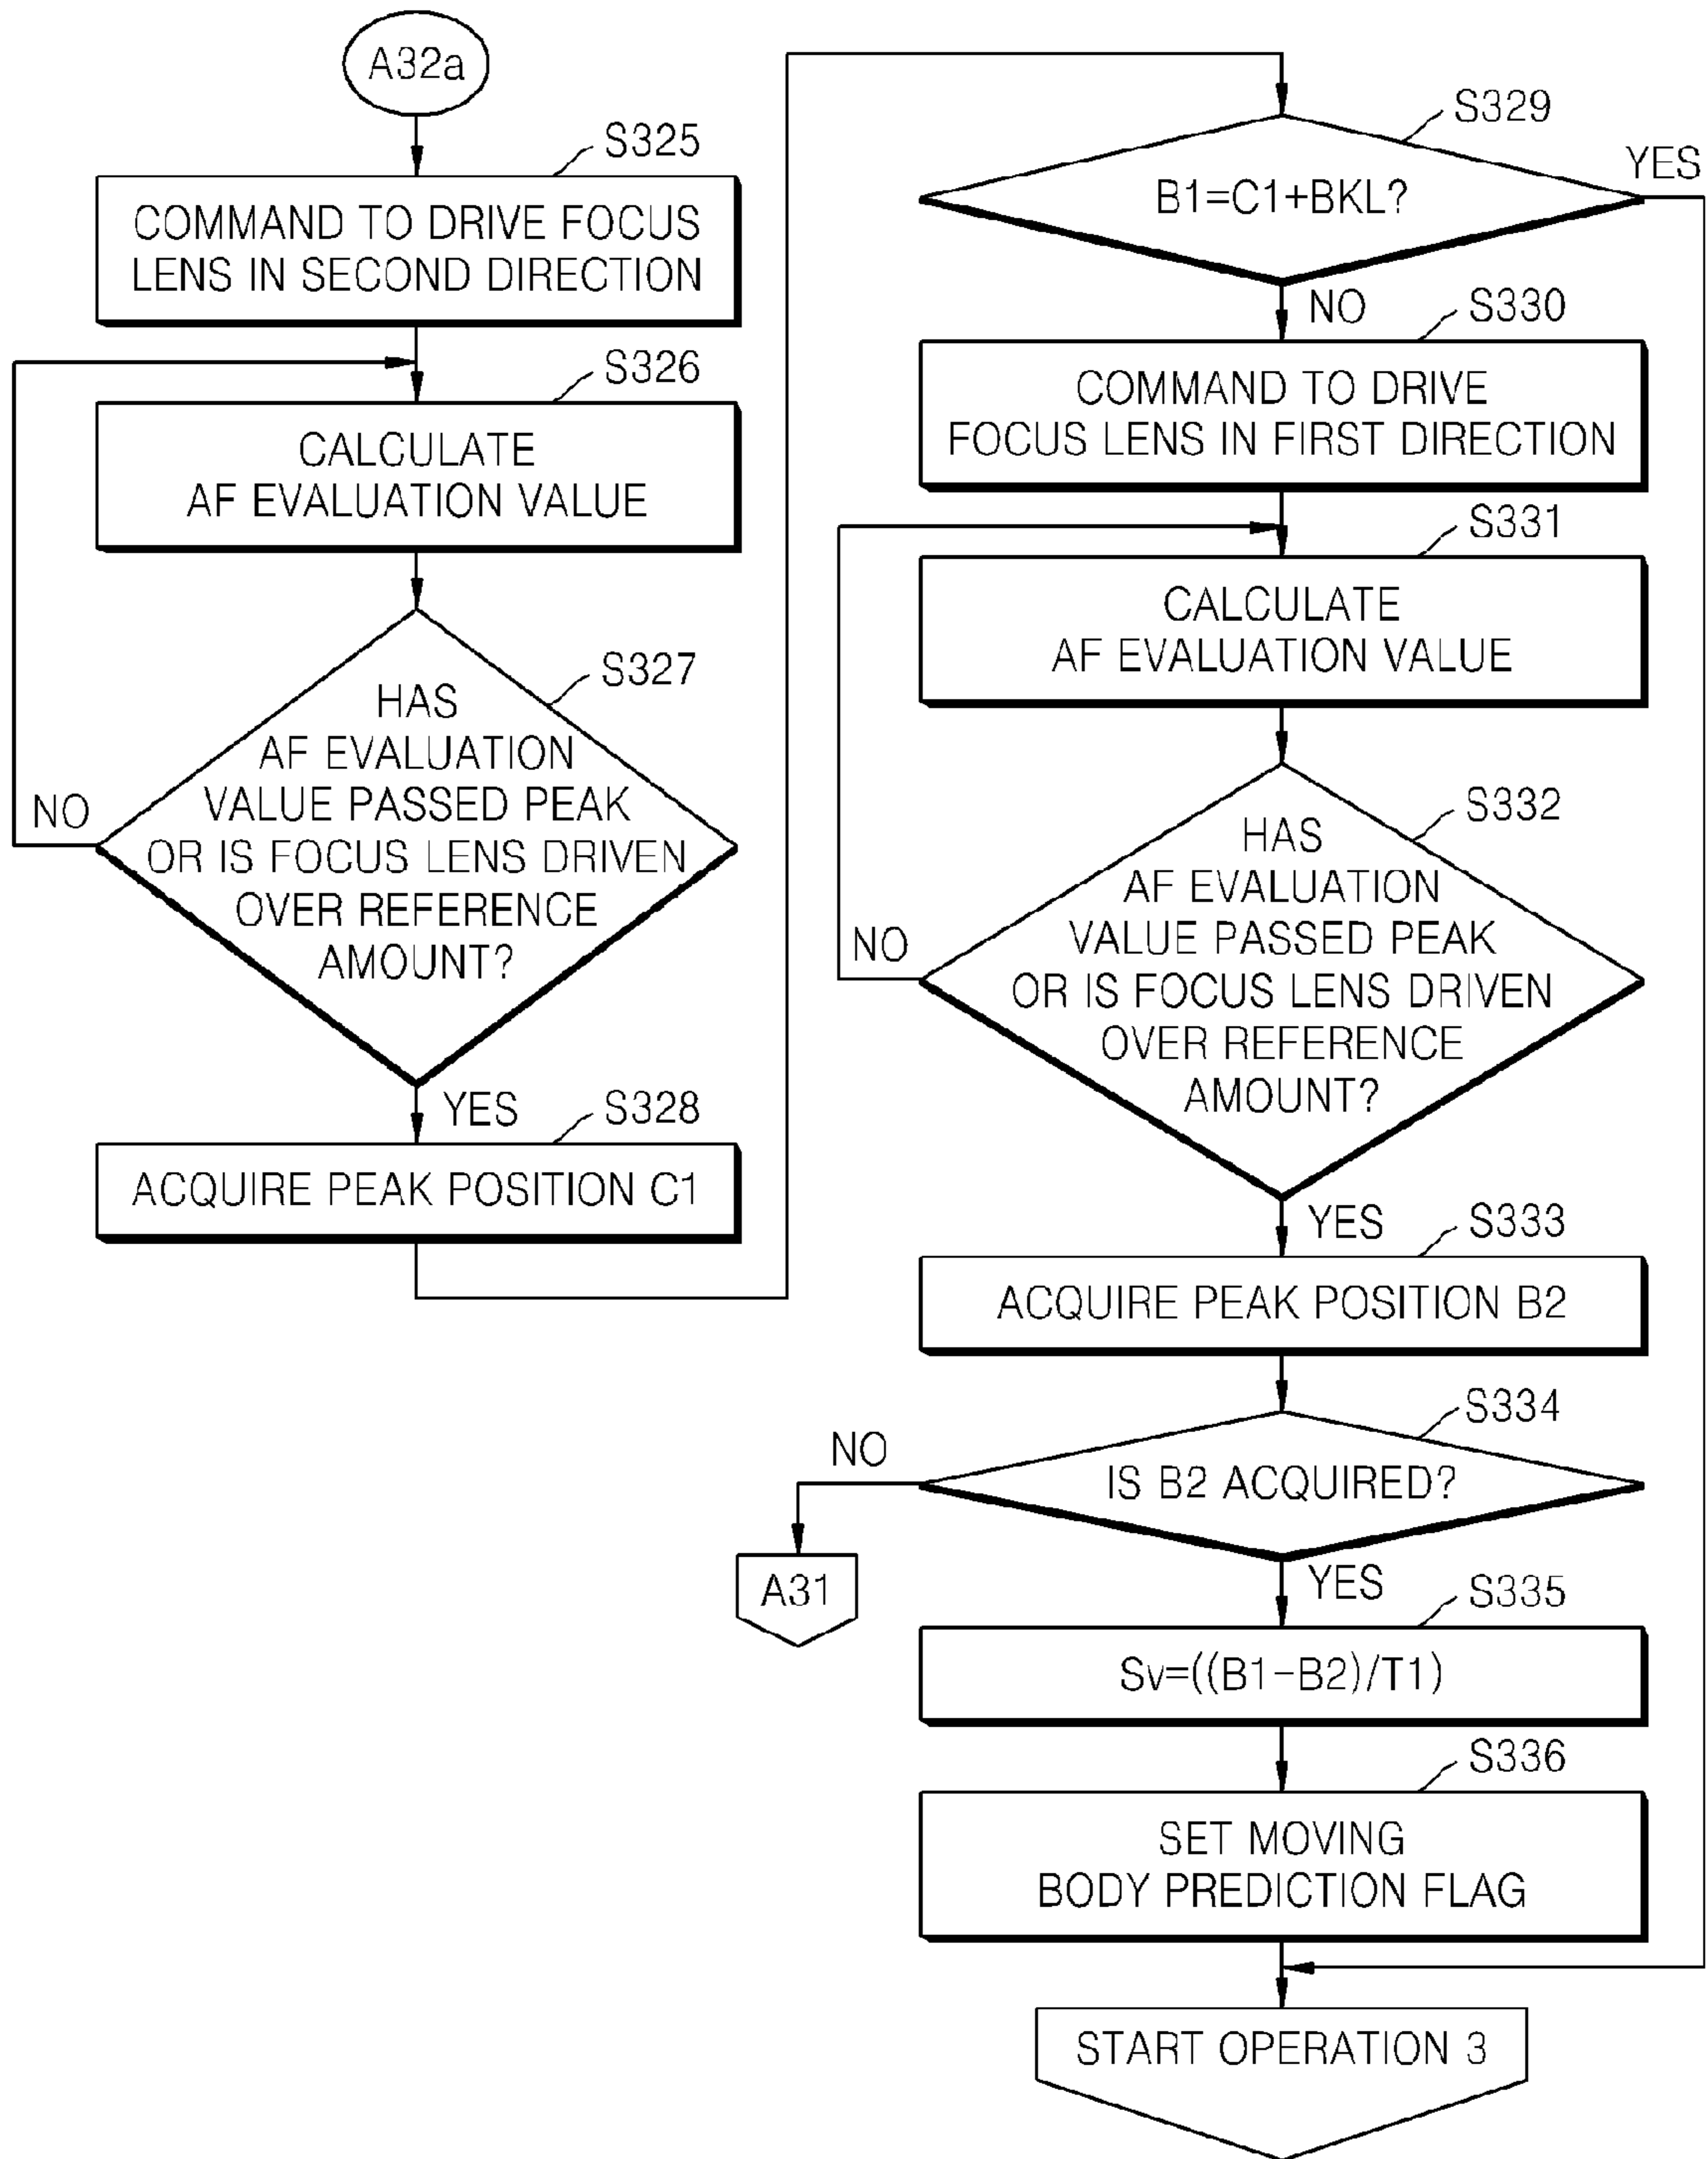 A32a
S325
COMMAND TO DRIVE FOCUS
LENS IN SECOND DIRECTION
S326
CALCULATE
AF EVALUATION VALUE
S327
HAS
AF EVALUATION
VALUE PASSED PEAK
OR IS FOCUS LENS DRIVEN
OVER REFERENCE
AMOUNT?
NO
YES
S328
ACQUIRE PEAK POSITION C1
S329
B1=C1+BKL?
YES
NO
S330
COMMAND TO DRIVE
FOCUS LENS IN FIRST DIRECTION
S331
CALCULATE
AF EVALUATION VALUE
S332
HAS
AF EVALUATION
VALUE PASSED PEAK
OR IS FOCUS LENS DRIVEN
OVER REFERENCE
AMOUNT?
NO
YES
S333
ACQUIRE PEAK POSITION B2
S334
IS B2 ACQUIRED?
NO
A31
YES
S335
Sv=((B1-B2)/T1)
S336
SET MOVING
BODY PREDICTION FLAG
START OPERATION 3